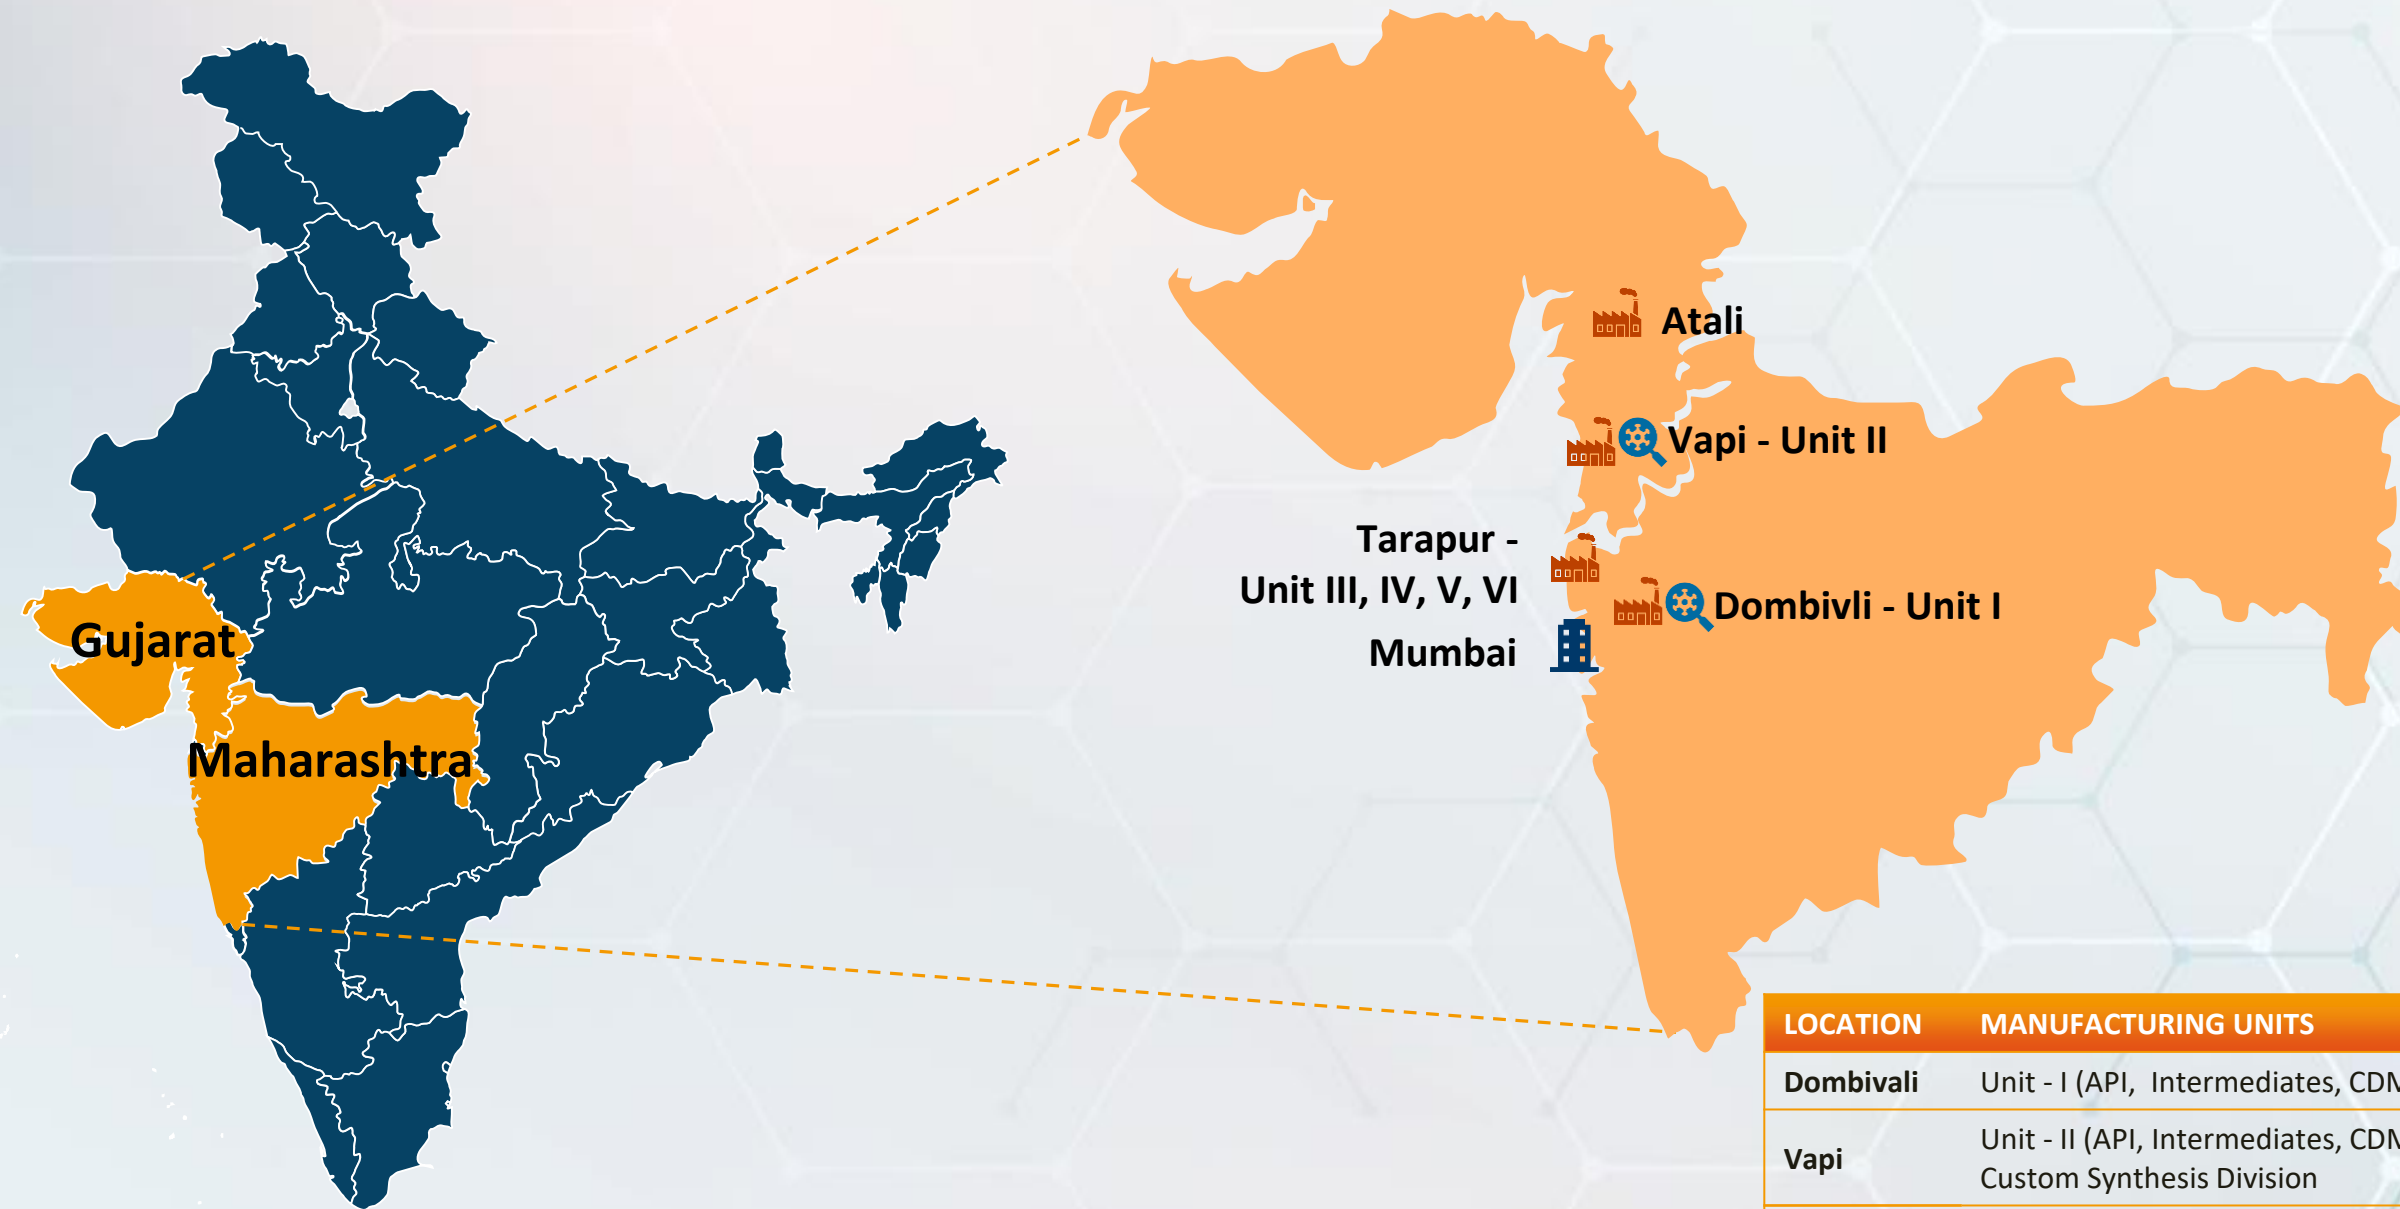 Gujarat
Maharashtra
Atali
Vapi - Unit II
Tarapur -
Unit III, IV, V, VI
Dombivli - Unit I
Mumbai
LOCATION MANUFACTURING UNITS
Dombivali Unit - I (API, Intermediates,
Vapi Unit - II (API, Intermediates,
Custom Synthesis Division